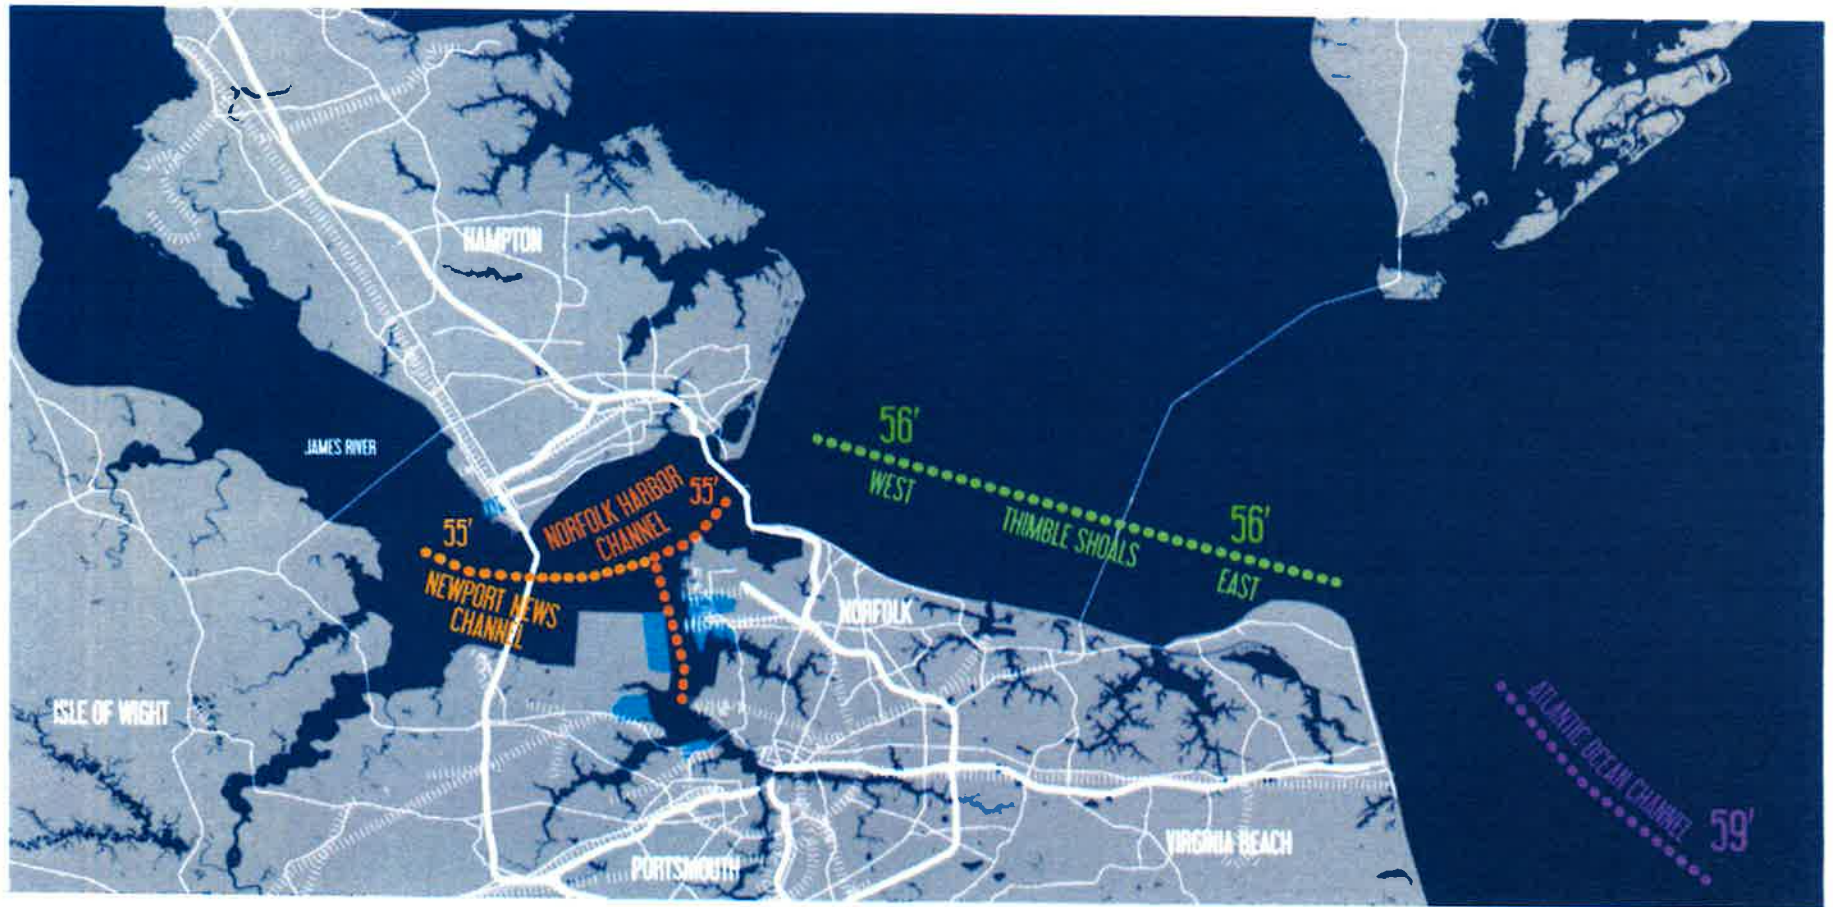 HAMPTON
JAMES RIVER
56'
WEST
THIMBLE SHOALS
56'
EAST
55'
NORFOLK HARBOR
CHANNEL
55'
NEWPORT NEWS
CHANNEL
NORFOLK
ISLE OF WIGHT
ATLANTIC OCEAN CHANNEL
59'
PORTSMOUTH
VIRGINIA BEACH